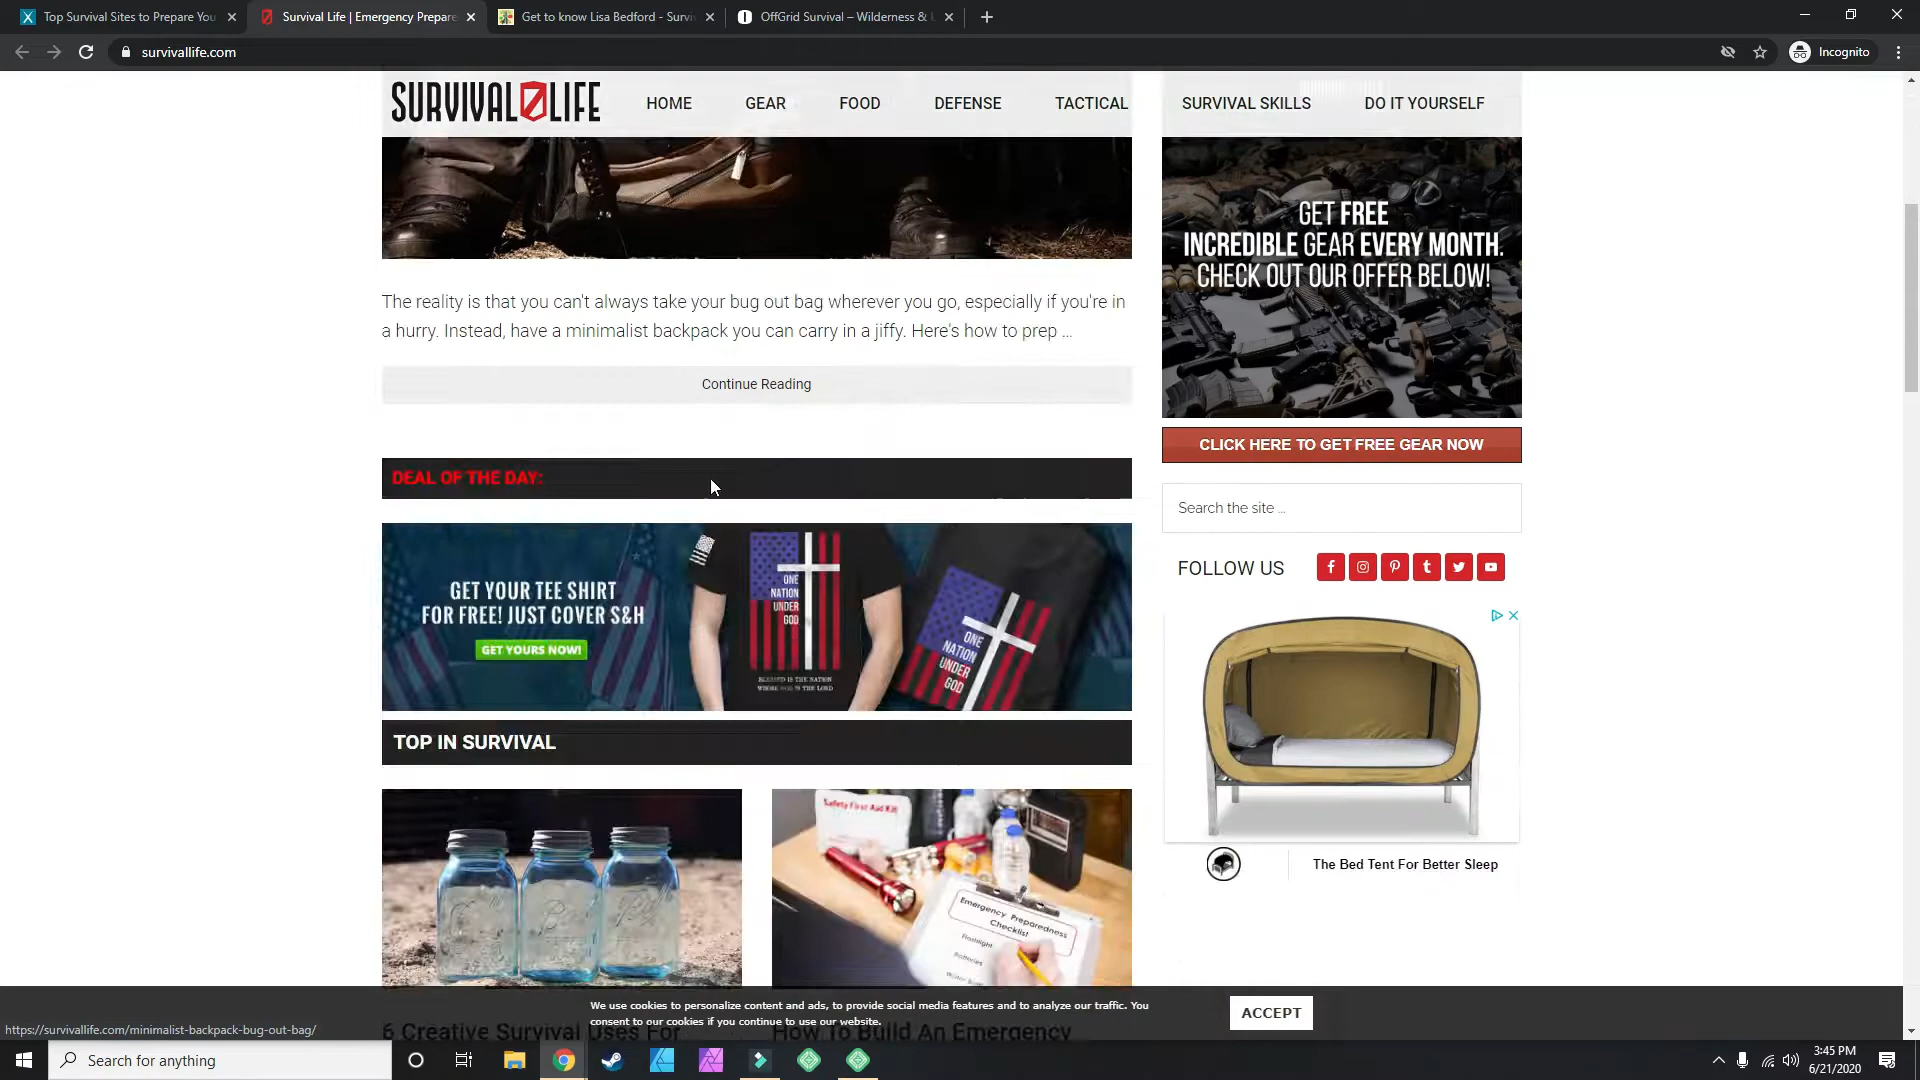 Top Survival Sites to Prepare You
Survival Life | Emergency Prepare
Get to know Lisa Bedford - Surviv
OffGrid Survival – Wilderness &
survivallife.com
Incognito
SURVIVAL LIFE
HOME
GEAR
FOOD
DEFENSE
TACTICAL
SURVIVAL SKILLS
DO IT YOURSELF
The reality is that you can't always take your bug out bag wherever you go, especially if you're in
a hurry. Instead, have a minimalist backpack you can carry in a jiffy. Here's how to prep ...
Continue Reading
DEAL OF THE DAY:
GET YOUR TEE SHIRT
FOR FREE! JUST COVER S&H
GET YOURS NOW!
ONE
NATION
UNDER
GOD
BLESSED IS THE NATION
WHOSE GOD IS THE LORD
ONE
NATION
UNDER
GOD
TOP IN SURVIVAL
Safety First Aid Kit
Emergency Preparedness
Checklist
Flashlight
Batteries
6 Creative Survival Uses For
How To Build An Emergency
GET FREE
INCREDIBLE GEAR EVERY MONTH.
CHECK OUT OUR OFFER BELOW!
CLICK HERE TO GET FREE GEAR NOW
Search the site ...
FOLLOW US
The Bed Tent For Better Sleep
We use cookies to personalize content and ads, to provide social media features and to analyze our traffic. You
consent to our cookies if you continue to use our website.
ACCEPT
https://survivallife.com/minimalist-backpack-bug-out-bag/
Search for anything
3:45 PM
6/21/2020